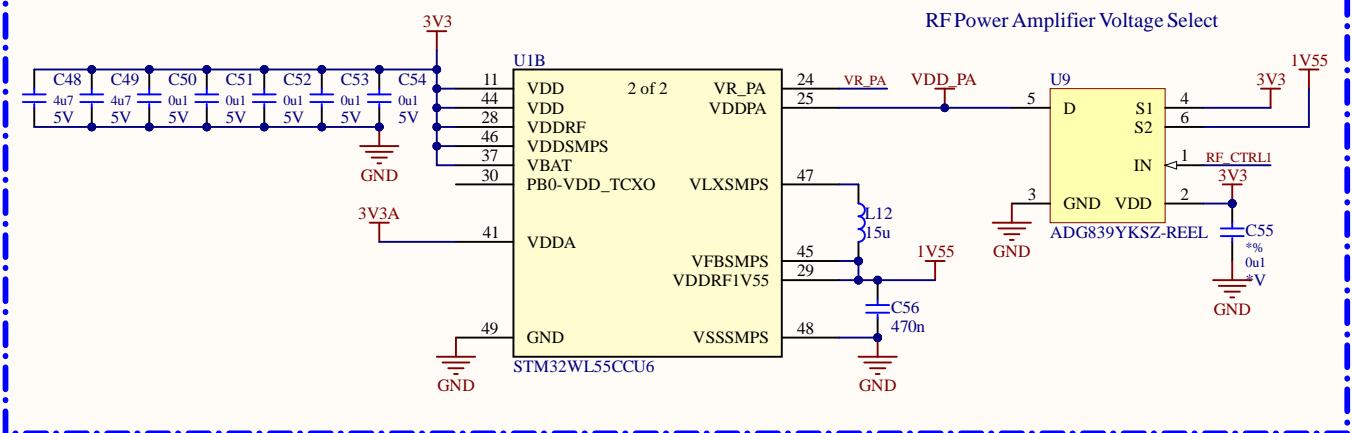 RF Power Amplifier Voltage Select
3V3
C48
4u7
5V
C49
4u7
5V
C50
0u1
5V
C51
0u1
5V
C52
0u1
5V
C53
0u1
5V
C54
0u1
5V
GND
3V3A
U1B
2 of 2
11 VDD
44 VDD
28 VDDRF
46 VDDSMPS
37 VBAT
30 PB0-VDD_TCXO
41 VDDA
49 GND
GND
VR_PA 24 VR_PA
VDDPA 25
VLXSMPS 47
VFBSMPS 45
VDDRF1V55 29
VSSSMPS 48
STM32WL55CCU6
VDD_PA
L12
15u
1V55
C56
470n
GND
U9
5 D
3 GND
GND
S1 4
S2 6
IN 1 RF_CTRL1
VDD 2
ADG839YKSZ-REEL
3V3
1V55
3V3
C55
*%
0u1
*V
GND